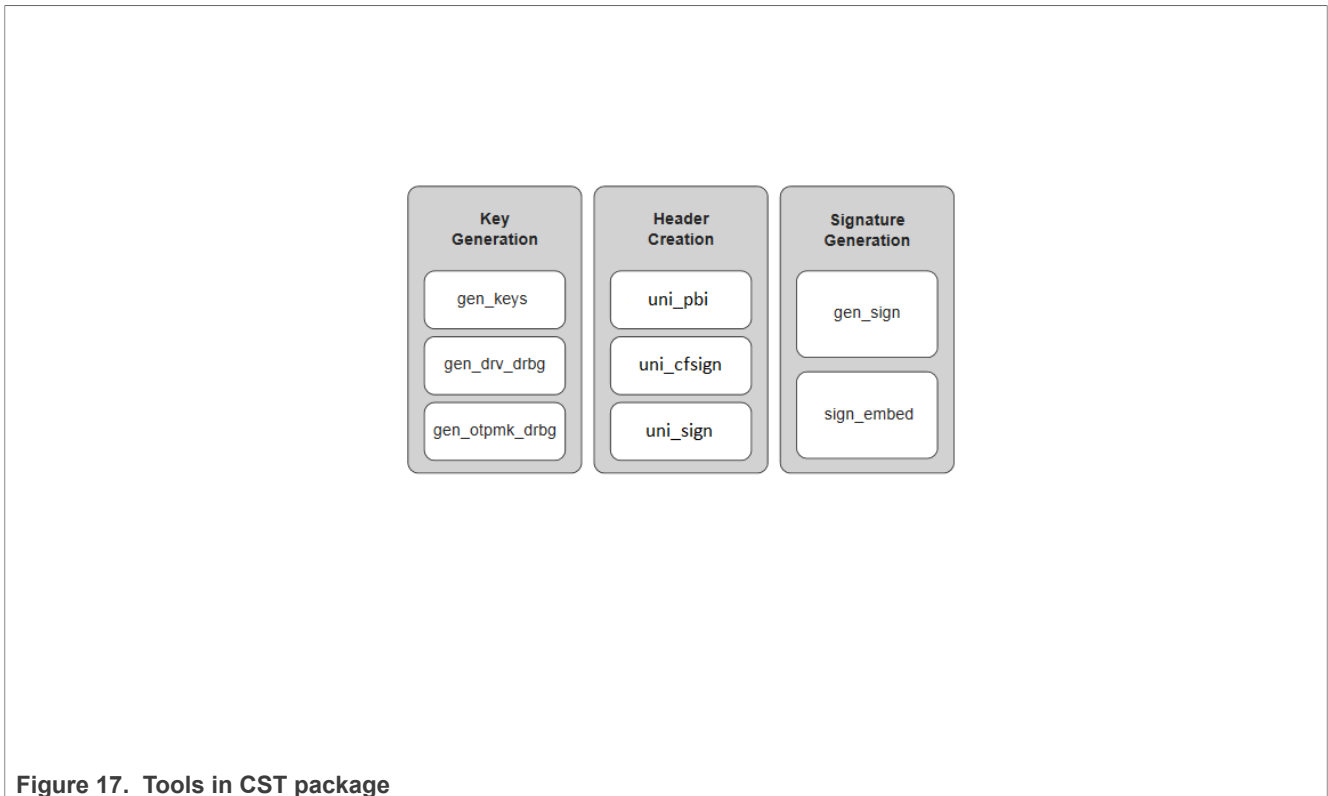 Key
Generation
gen_keys
gen_drv_drbg
gen_otpmk_drbg
Header
Creation
uni_pbi
uni_cfsign
uni_sign
Signature
Generation
gen_sign
sign_embed
Figure 17. Tools in CST package